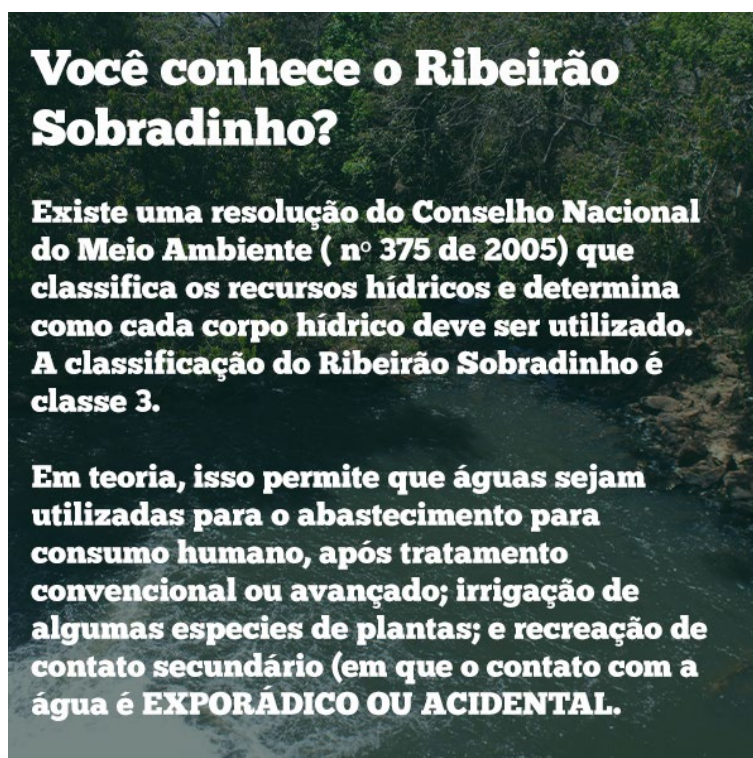 Você conhece o Ribeirão
Sobradinho?
Existe uma resolução do Conselho Nacional
do Meio Ambiente ( nº 375 de 2005) que
classifica os recursos hídricos e determina
como cada corpo hídrico deve ser utilizado.
A classificação do Ribeirão Sobradinho é
classe 3.
Em teoria, isso permite que águas sejam
utilizadas para o abastecimento para
consumo humano, após tratamento
convencional ou avançado; irrigação de
algumas especies de plantas; e recreação de
contato secundário (em que o contato com a
água é EXPORÁDICO OU ACIDENTAL.